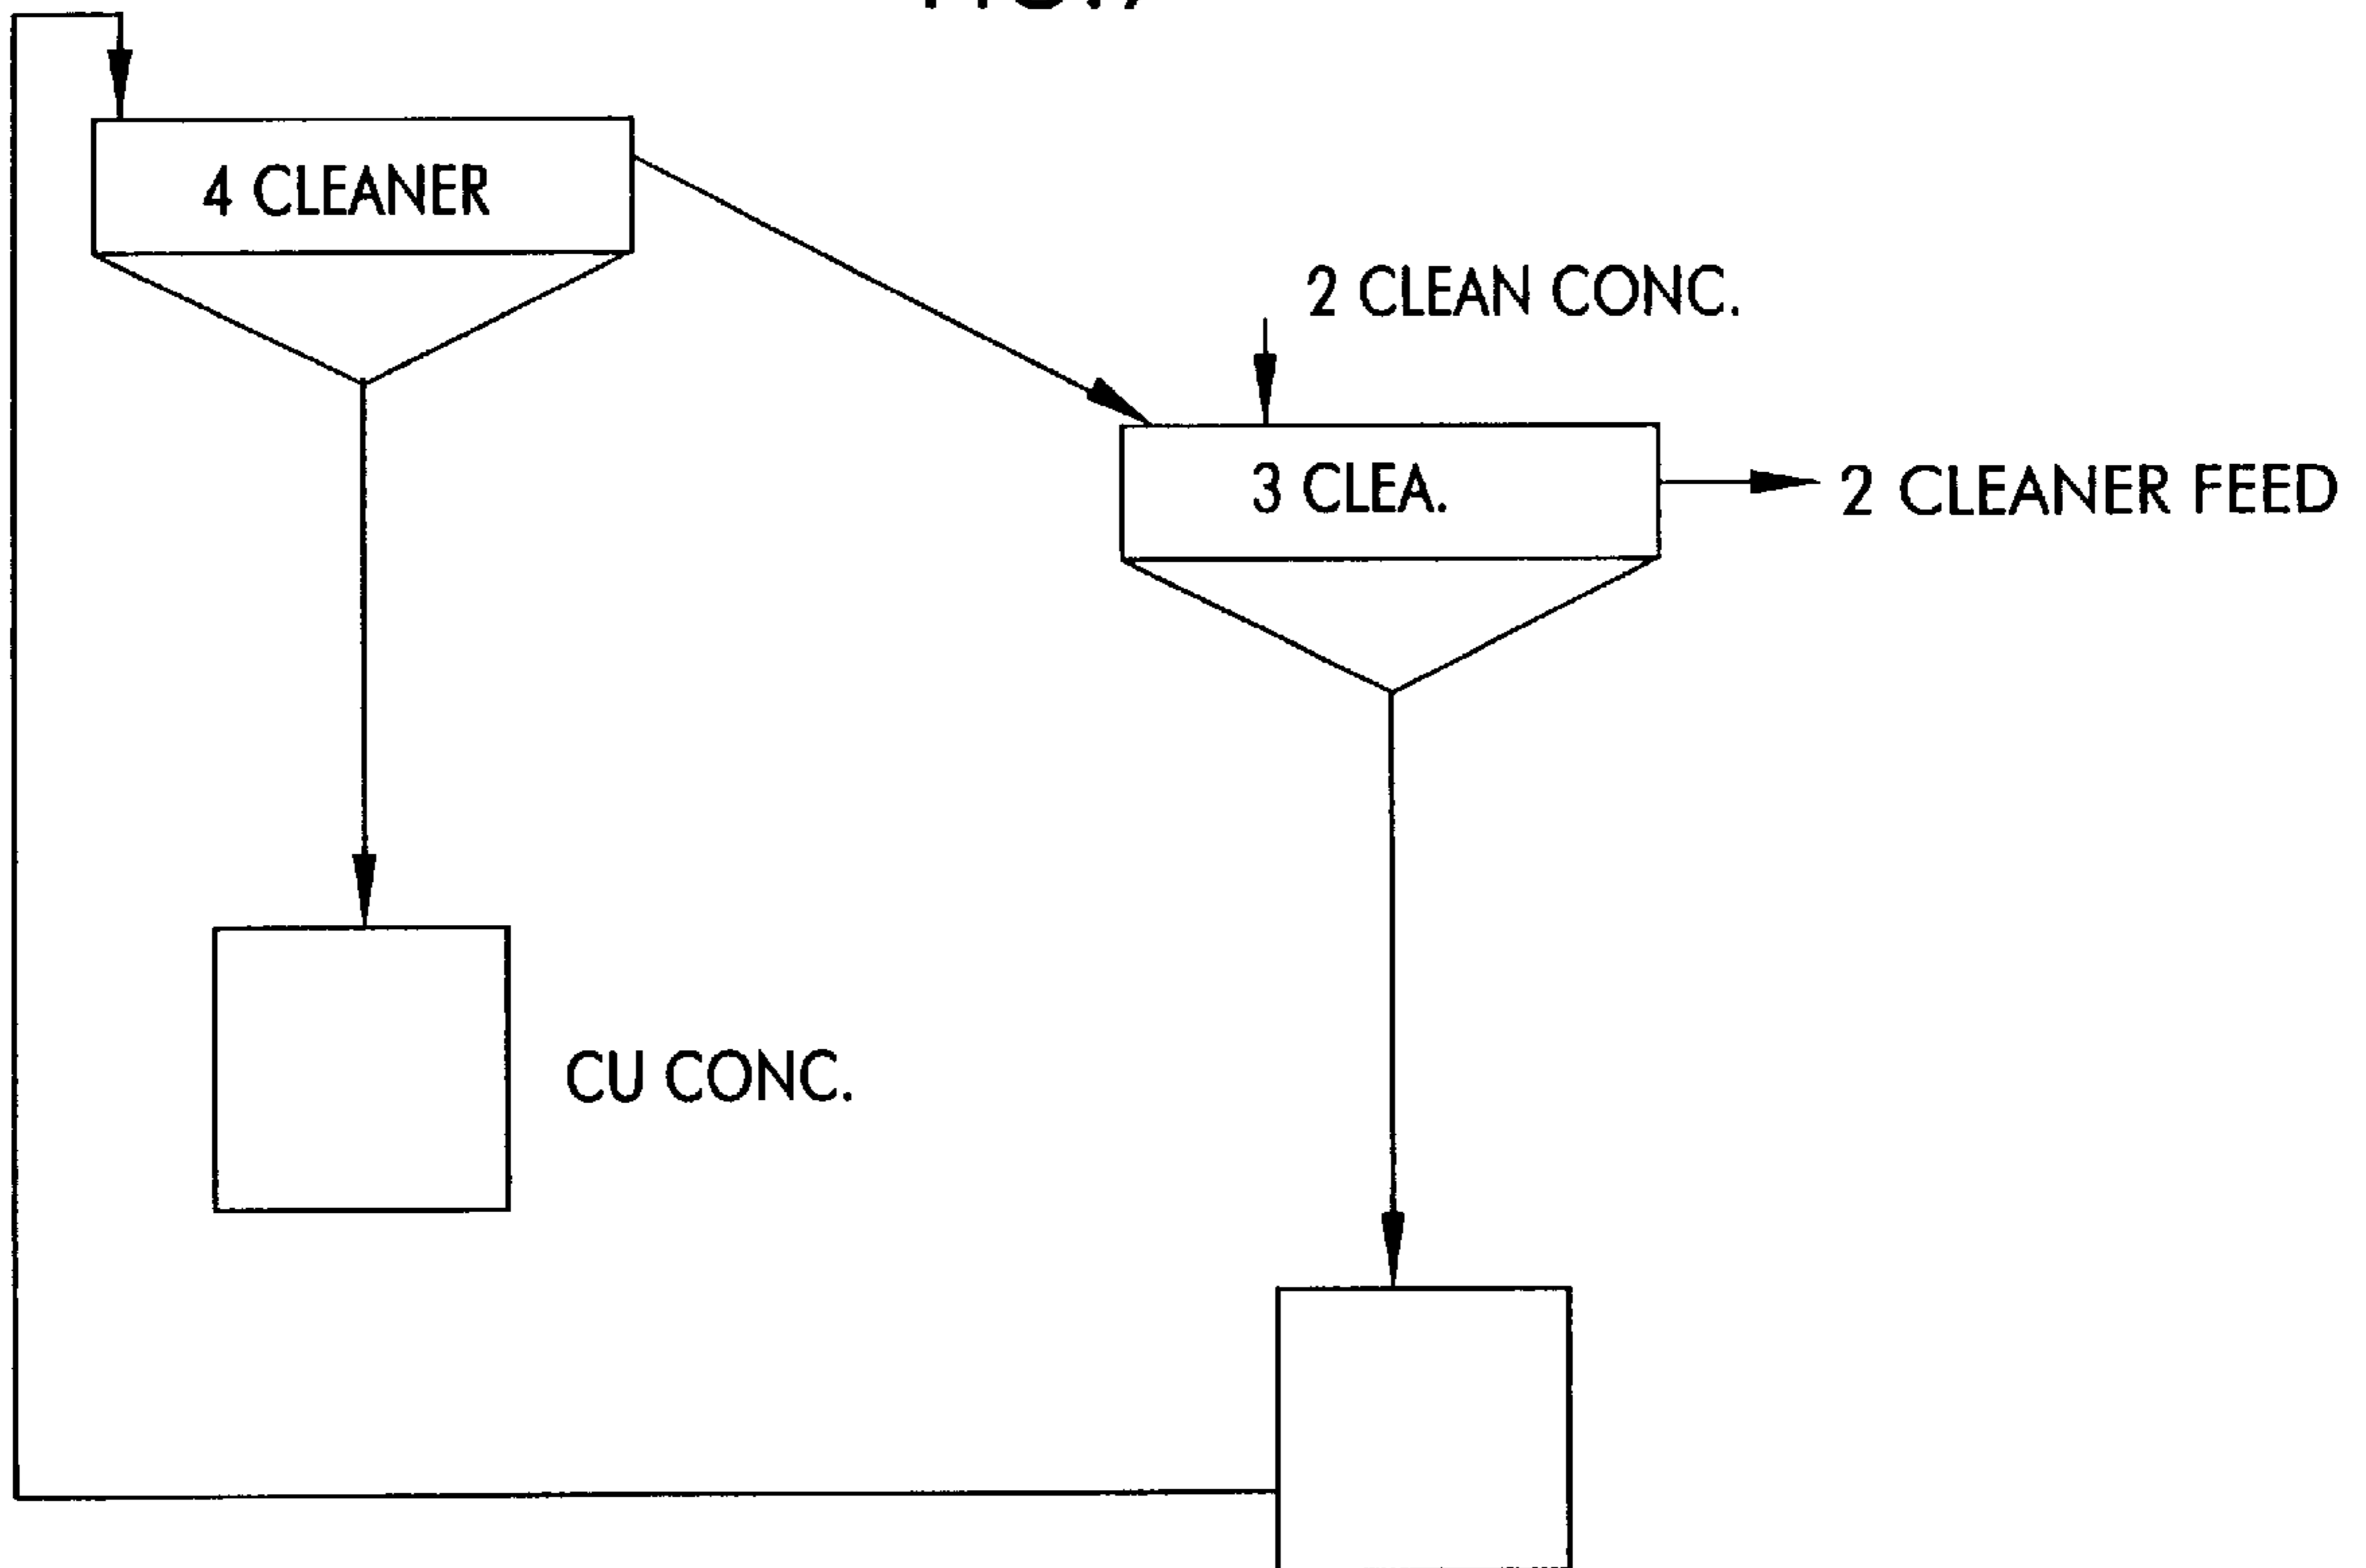 4 CLEANER
2 CLEAN CONC.
3 CLEA.
2 CLEANER FEED
CU CONC.